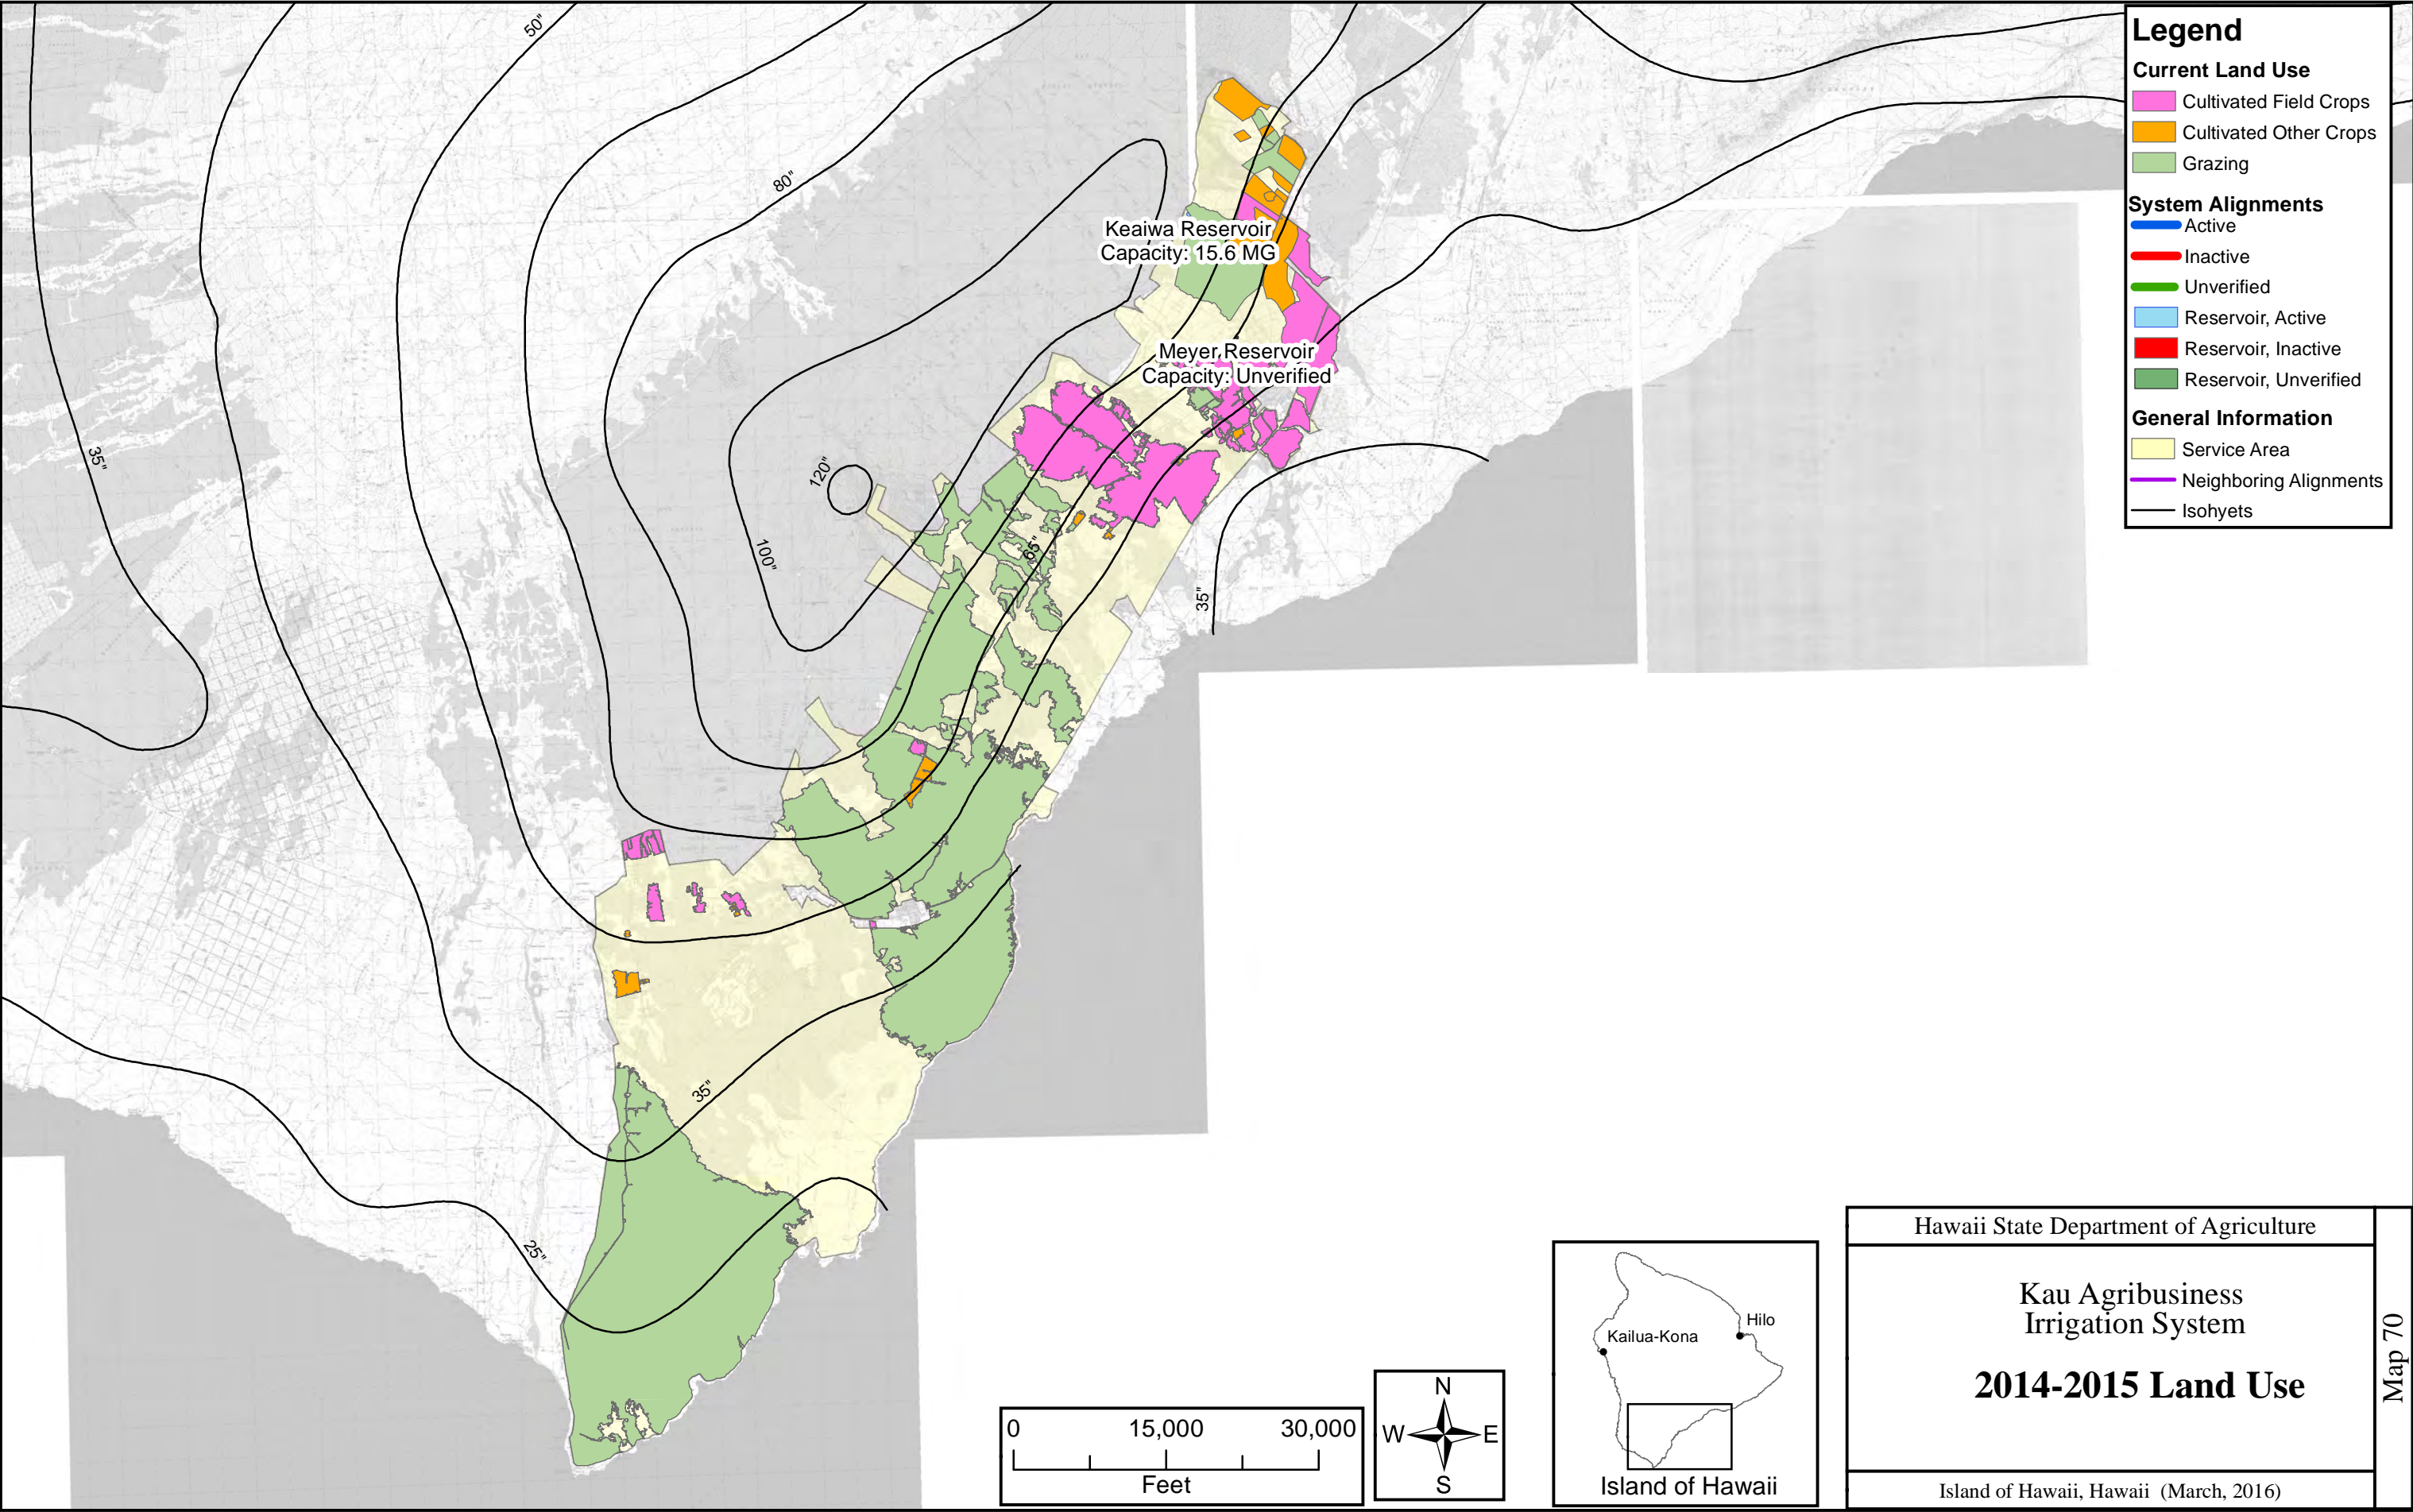 50"
80"
35"
120"
100"
65"
35"
35"
25"
Keaiwa Reservoir
Capacity: 15.6 MG
Meyer Reservoir
Capacity: Unverified
Legend
Current Land Use
Cultivated Field Crops
Cultivated Other Crops
Grazing
System Alignments
Active
Inactive
Unverified
Reservoir, Active
Reservoir, Inactive
Reservoir, Unverified
General Information
Service Area
Neighboring Alignments
Isohyets
0 15,000 30,000
Feet
N
W E
S
Kailua-Kona
Hilo
Island of Hawaii
Hawaii State Department of Agriculture
Kau Agribusiness
Irrigation System
2014-2015 Land Use
Island of Hawaii, Hawaii (March, 2016)
Map 70